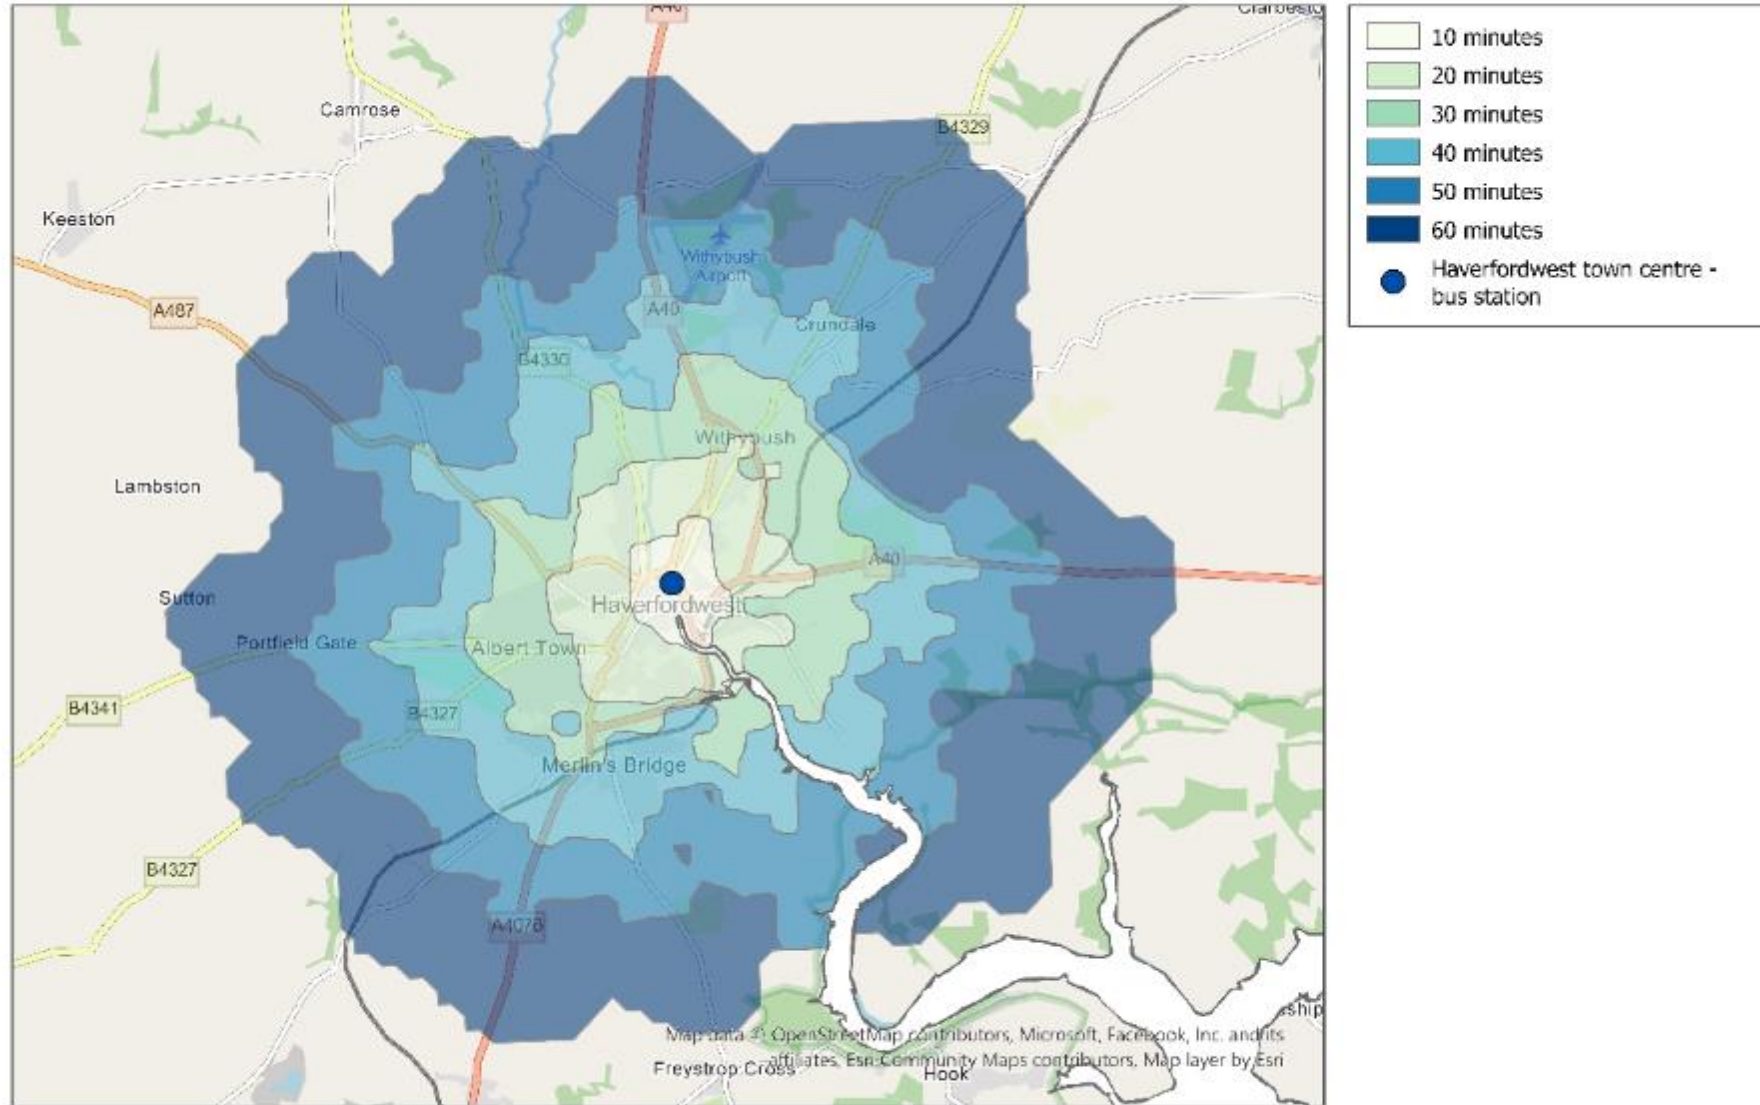 A40
Clarbesto
Camrose
B4329
Keeston
Withybush
Airport
A487
A40
Crundale
B4330
Withybush
Lambston
A40
Sutton
Haverfordwest
Portfield Gate
Albert Town
B4341
B4327
Merlin's Bridge
B4327
A4076
ship
Map data © OpenStreetMap contributors, Microsoft, Facebook, Inc. and its
affiliates, Esri Community Maps contributors, Map layer by Esri
Freystrop Cross
Hook
10 minutes
20 minutes
30 minutes
40 minutes
50 minutes
60 minutes
Haverfordwest town centre -
bus station